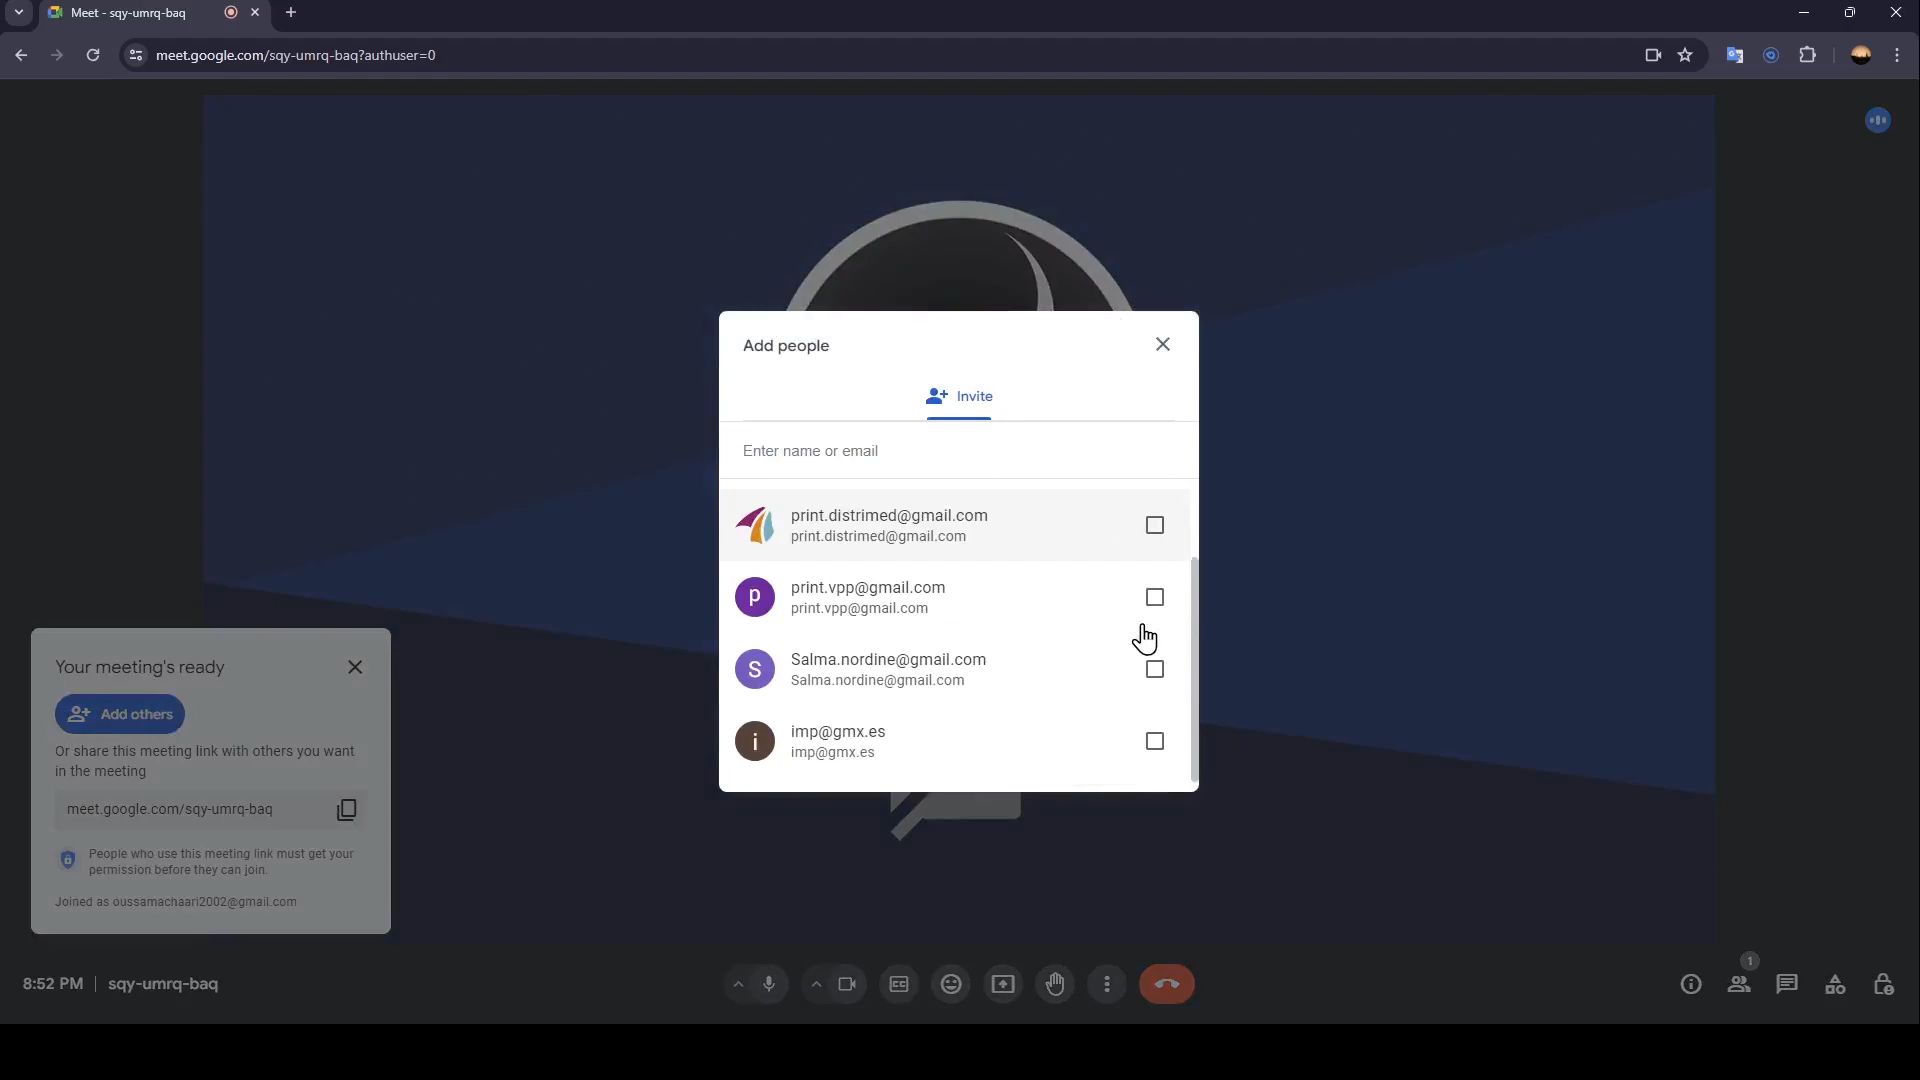 Meet - sqy-umrq-baq
meet.google.com/sqy-umrq-baq?authuser=0
Add people
Invite
Enter name or email
print.distrimed@gmail.com
print.distrimed@gmail.com
p
print.vpp@gmail.com
print.vpp@gmail.com
S
Salma.nordine@gmail.com
Salma.nordine@gmail.com
i
imp@gmx.es
imp@gmx.es
Your meeting's ready
Add others
Or share this meeting link with others you want
in the meeting
meet.google.com/sqy-umrq-baq
People who use this meeting link must get your
permission before they can join.
Joined as oussamachaari2002@gmail.com
8:52 PM | sqy-umrq-baq
CC
1